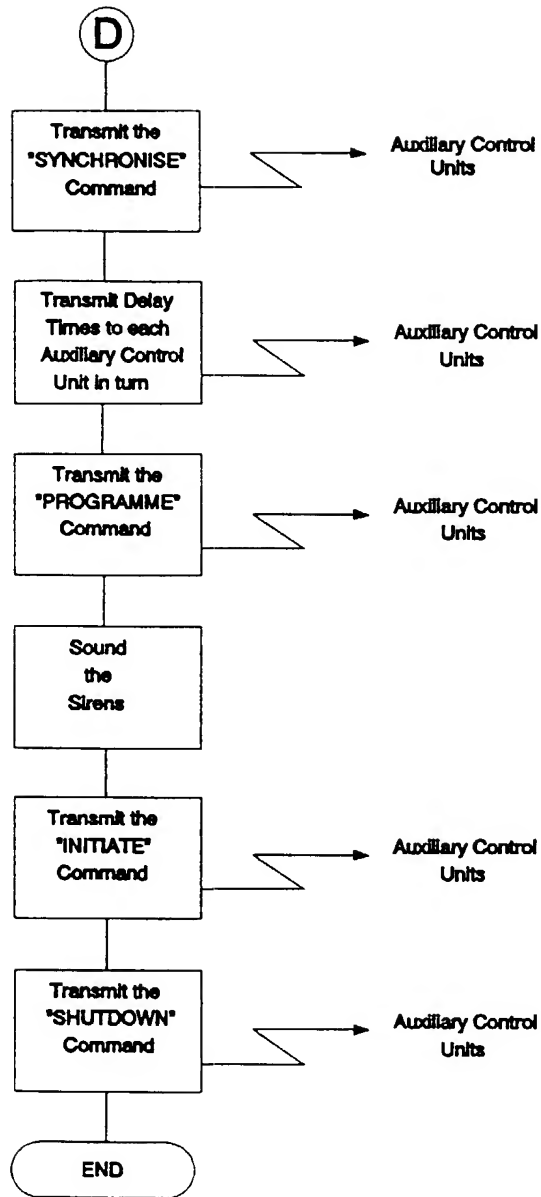 D
Transmit the
"SYNCHRONISE"
Command
Auxiliary Control
Units
Transmit Delay
Times to each
Auxiliary Control
Unit in turn
Auxiliary Control
Units
Transmit the
"PROGRAMME"
Command
Auxiliary Control
Units
Sound
the
Sirens
Transmit the
"INITIATE"
Command
Auxiliary Control
Units
Transmit the
"SHUTDOWN"
Command
Auxiliary Control
Units
END